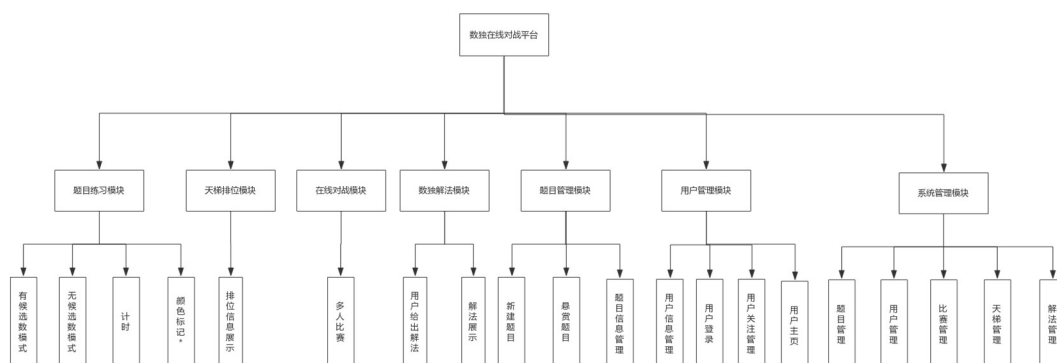 数独在线对战平台
题目练习模块
天梯排位模块
在线对战模块
数独解法模块
题目管理模块
用户管理模块
系统管理模块
有候选数模式
无候选数模式
计时
颜色标记*
排位信息展示
多人比赛
用户给出解法
解法展示
新建题目
悬赏题目
题目信息管理
用户信息管理
用户登录
用户关注管理
用户主页
题目管理
用户管理
比赛管理
天梯管理
解法管理